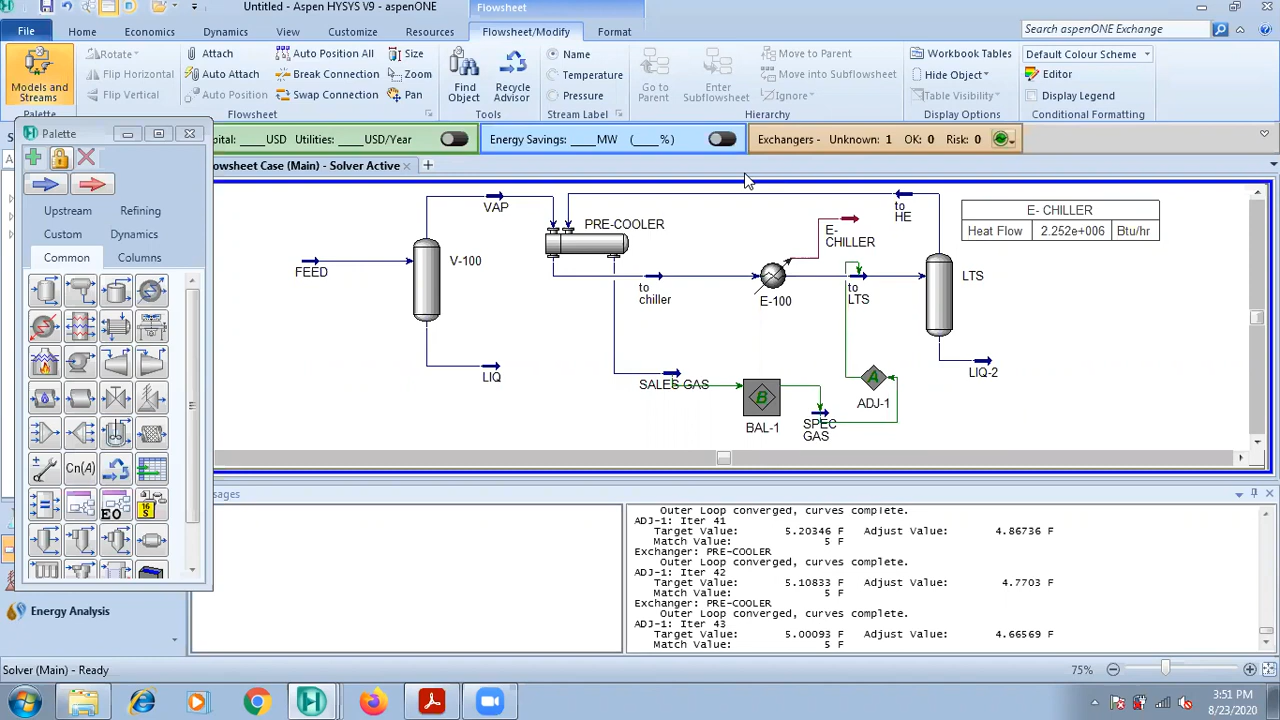 Untitled - Aspen HYSYS V9 - aspenONE
Flowsheet
File Home Economics Dynamics View Customize Resources Flowsheet/Modify Format
Search aspenONE Exchange
Models and Streams
Rotate
Flip Horizontal
Flip Vertical
Attach
Auto Attach
Auto Position
Auto Position All
Break Connection
Swap Connection
Size
Zoom
Pan
Find Object
Recycle Advisor
Name
Temperature
Pressure
Go to Parent
Enter Subflowsheet
Move to Parent
Move into Subflowsheet
Ignore
Workbook Tables
Hide Object
Table Visibility
Default Colour Scheme
Editor
Display Legend
Palette
Flowsheet
Tools
Stream Label
Hierarchy
Display Options
Conditional Formatting
Palette
pital: ____ USD Utilities: ____ USD/Year
Energy Savings: ____ MW (____%)
Exchangers - Unknown: 1 OK: 0 Risk: 0
owsheet Case (Main) - Solver Active
Upstream Refining
Custom Dynamics
Common Columns
Cn(A)
EO
16
S
FEED
VAP
V-100
LIQ
PRE-COOLER
to
chiller
SALES GAS
E-
CHILLER
E-100
to
LTS
to
HE
LTS
LIQ-2
B
BAL-1
SPEC
GAS
A
ADJ-1
E- CHILLER
Heat Flow 2.252e+006 Btu/hr
sages
Outer Loop converged, curves complete.
ADJ-1: Iter 41
Target Value: 5.20346 F Adjust Value: 4.86736 F
Match Value: 5 F
Exchanger: PRE-COOLER
Outer Loop converged, curves complete.
ADJ-1: Iter 42
Target Value: 5.10833 F Adjust Value: 4.7703 F
Match Value: 5 F
Exchanger: PRE-COOLER
Outer Loop converged, curves complete.
ADJ-1: Iter 43
Target Value: 5.00093 F Adjust Value: 4.66569 F
Match Value: 5 F
Energy Analysis
Solver (Main) - Ready
75%
3:51 PM
8/23/2020